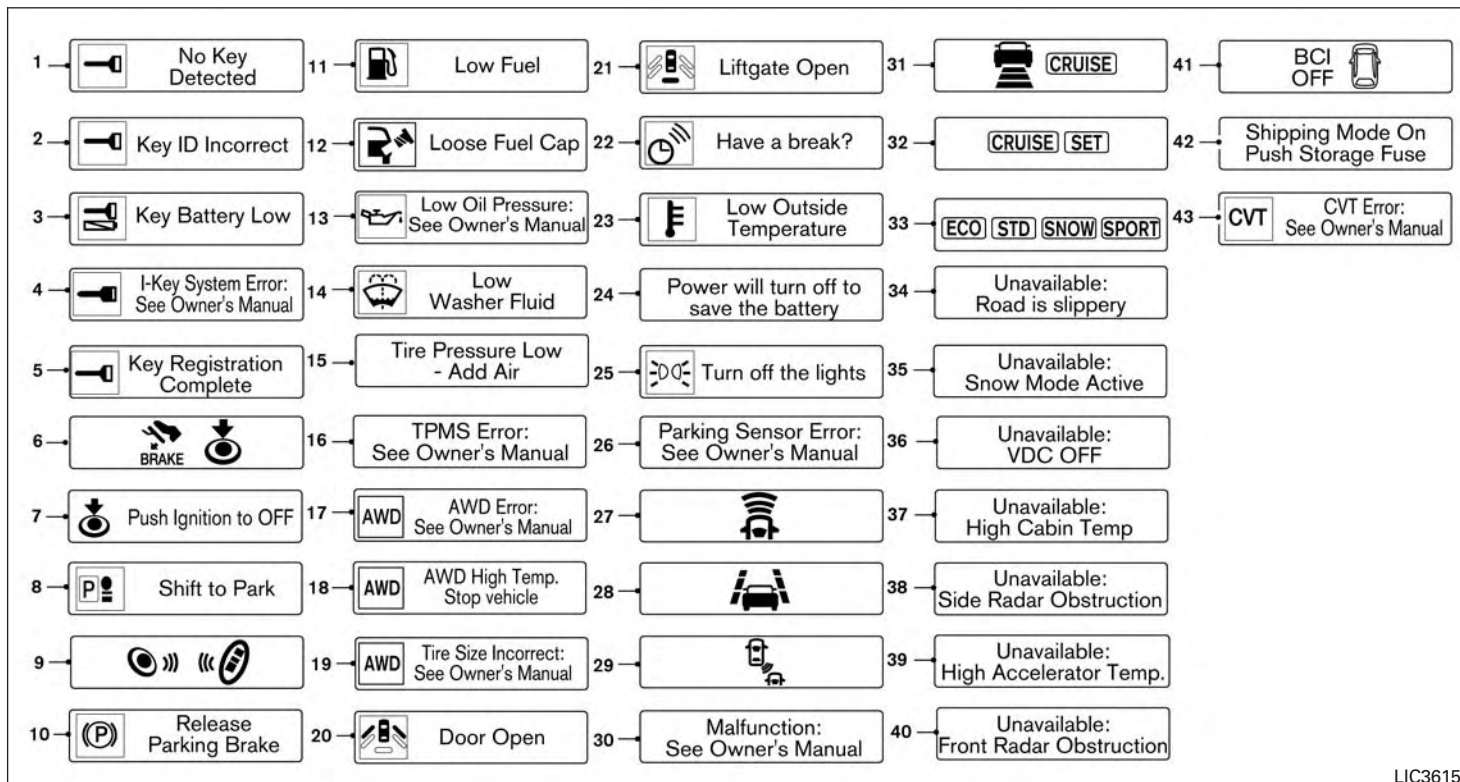 1
No Key
Detected
2
Key ID Incorrect
3
Key Battery Low
4
I-Key System Error:
See Owner's Manual
5
Key Registration
Complete
6
BRAKE
7
Push Ignition to OFF
8
P
Shift to Park
9
10
P
Release
Parking Brake
11
Low Fuel
12
Loose Fuel Cap
13
Low Oil Pressure:
See Owner's Manual
14
Low
Washer Fluid
15
Tire Pressure Low
- Add Air
16
TPMS Error:
See Owner's Manual
17
AWD
AWD Error:
See Owner's Manual
18
AWD
AWD High Temp.
Stop vehicle
19
AWD
Tire Size Incorrect:
See Owner's Manual
20
Door Open
21
Liftgate Open
22
Have a break?
23
Low Outside
Temperature
24
Power will turn off to
save the battery
25
Turn off the lights
26
Parking Sensor Error:
See Owner's Manual
27
28
29
30
Malfunction:
See Owner's Manual
31
CRUISE
32
CRUISE SET
33
ECO STD SNOW SPORT
34
Unavailable:
Road is slippery
35
Unavailable:
Snow Mode Active
36
Unavailable:
VDC OFF
37
Unavailable:
High Cabin Temp
38
Unavailable:
Side Radar Obstruction
39
Unavailable:
High Accelerator Temp.
40
Unavailable:
Front Radar Obstruction
41
BCI
OFF
42
Shipping Mode On
Push Storage Fuse
43
CVT
CVT Error:
See Owner's Manual
LIC3615